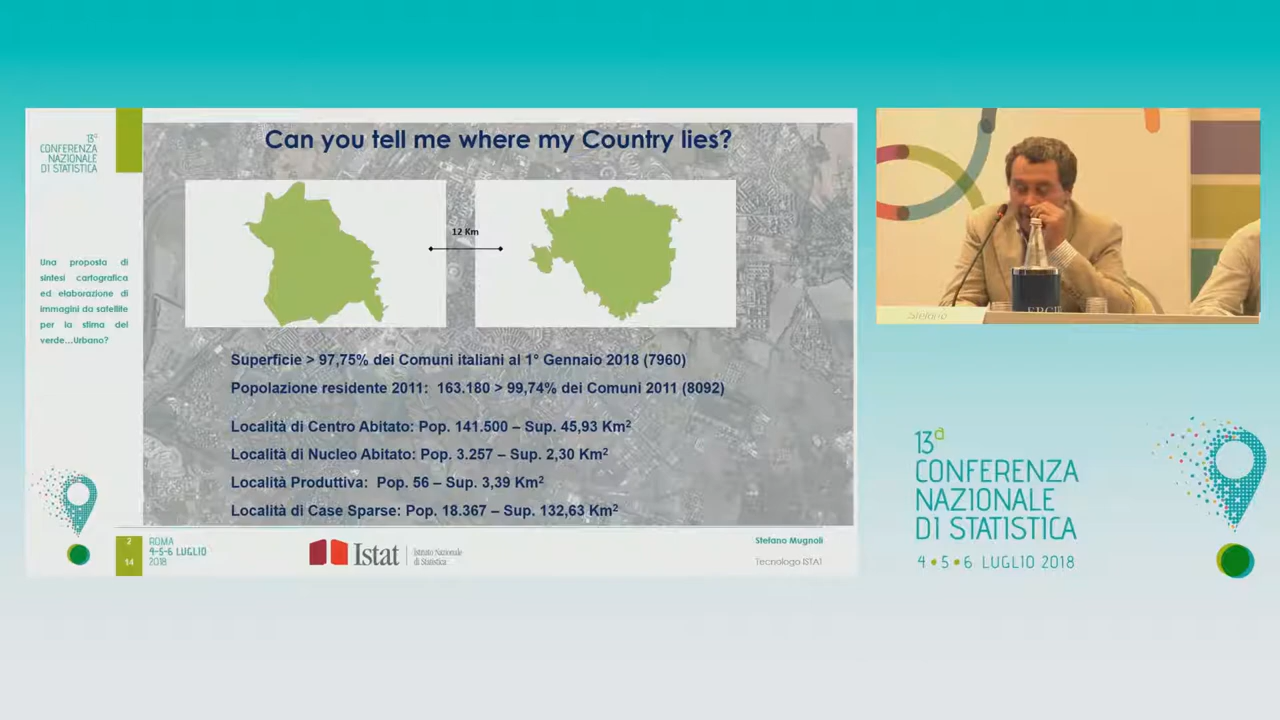 13ª
CONFERENZA
NAZIONALE
DI STATISTICA
Can you tell me where my Country lies?
12 Km
Una proposta di
sintesi cartografica
ed elaborazione di
immagini da satellite
per la stima del
verde...Urbano?
Superficie > 97,75% dei Comuni italiani al 1° Gennaio 2018 (7960)
Popolazione residente 2011: 163.180 > 99,74% dei Comuni 2011 (8092)
Località di Centro Abitato: Pop. 141.500 – Sup. 45,93 Km²
Località di Nucleo Abitato: Pop. 3.257 – Sup. 2,30 Km²
Località Produttiva: Pop. 56 – Sup. 3,39 Km²
Località di Case Sparse: Pop. 18.367 – Sup. 132,63 Km²
2
14
ROMA
4-5-6 LUGLIO
2018
Istat
Istituto Nazionale
di Statistica
Stefano Mugnoli
Tecnologo ISTAT
Stefano
13ª
CONFERENZA
NAZIONALE
DI STATISTICA
4 • 5 • 6 LUGLIO 2018